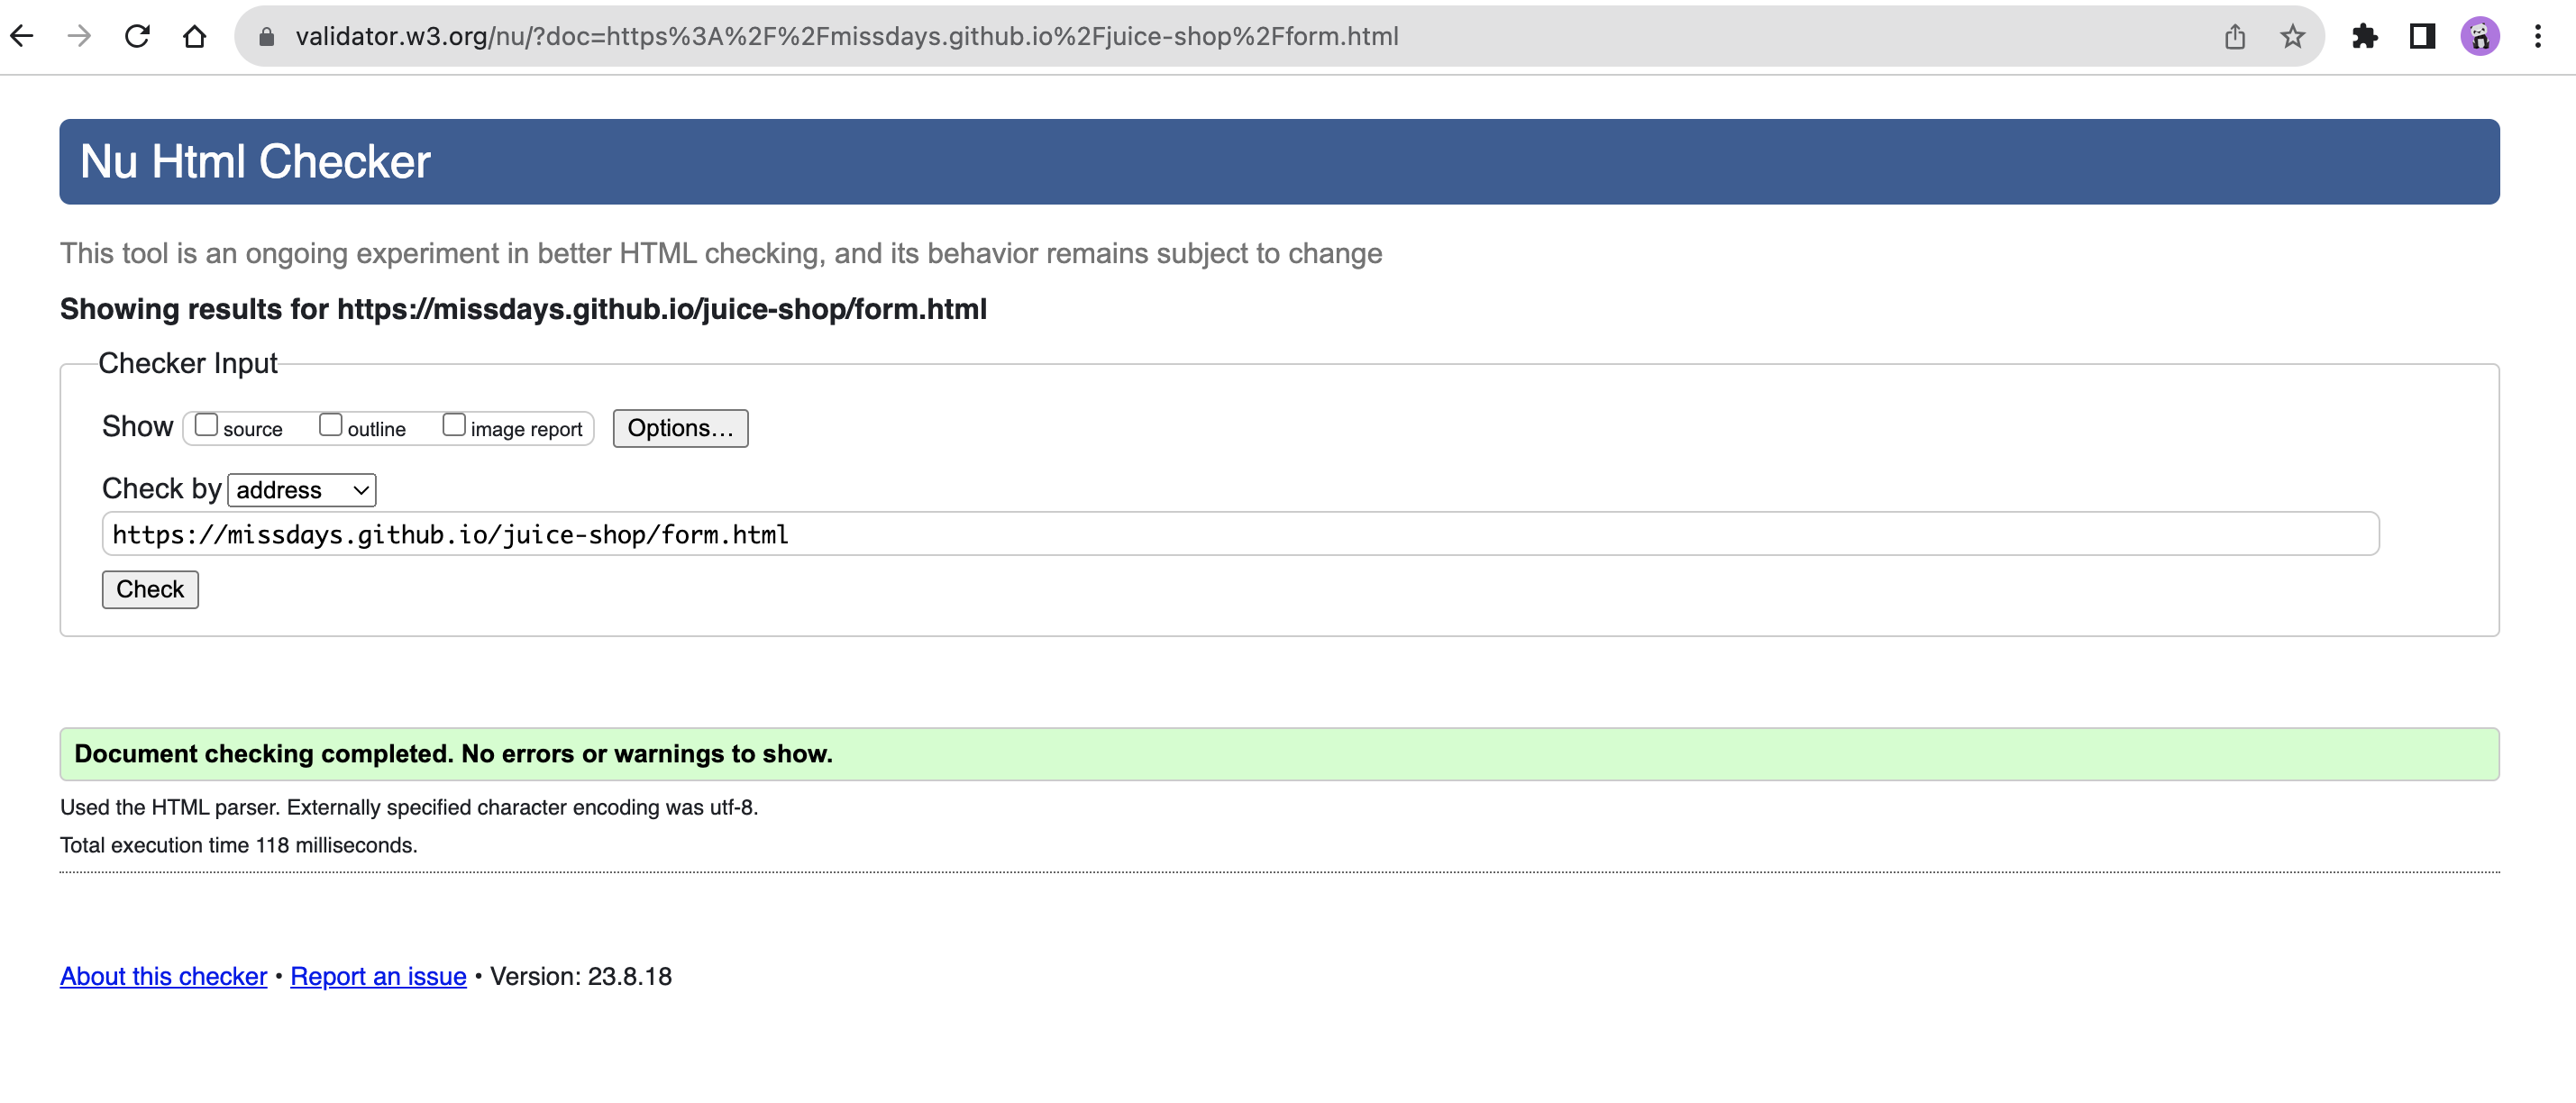 validator.w3.org/nu/?doc=https%3A%2F%2Fmissdays.github.io%2Fjuice-shop%2Fform.html
Nu Html Checker
This tool is an ongoing experiment in better HTML checking, and its behavior remains subject to change
Showing results for https://missdays.github.io/juice-shop/form.html
Checker Input
Show source outline image report Options...
Check by address
https://missdays.github.io/juice-shop/form.html
Check
Document checking completed. No errors or warnings to show.
Used the HTML parser. Externally specified character encoding was utf-8.
Total execution time 118 milliseconds.
About this checker • Report an issue • Version: 23.8.18